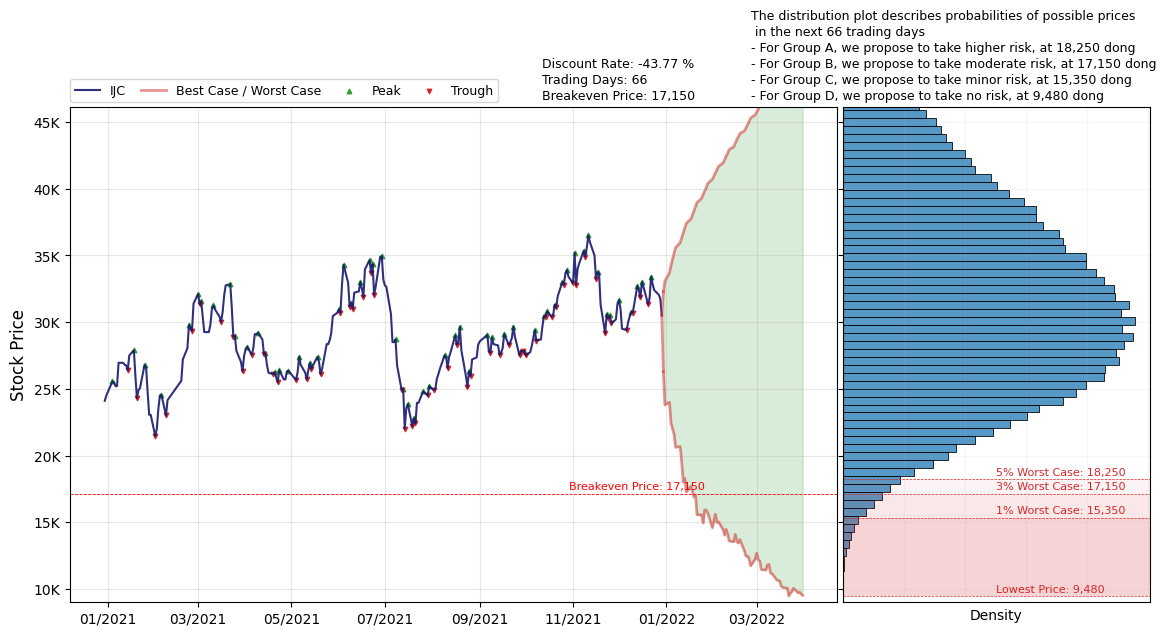 The distribution plot describes probabilities of possible prices
in the next 66 trading days
- For Group A, we propose to take higher risk, at 18,250 dong
- For Group B, we propose to take moderate risk, at 17,150 dong
- For Group C, we propose to take minor risk, at 15,350 dong
- For Group D, we propose to take no risk, at 9,480 dong
Discount Rate: -43.77 %
Trading Days: 66
Breakeven Price: 17,150
IJC
Best Case / Worst Case
Peak
Trough
Stock Price
45K
40K
35K
30K
25K
20K
15K
10K
Breakeven Price: 17,150
01/2021
03/2021
05/2021
07/2021
09/2021
11/2021
01/2022
03/2022
5% Worst Case: 18,250
3% Worst Case: 17,150
1% Worst Case: 15,350
Lowest Price: 9,480
Density